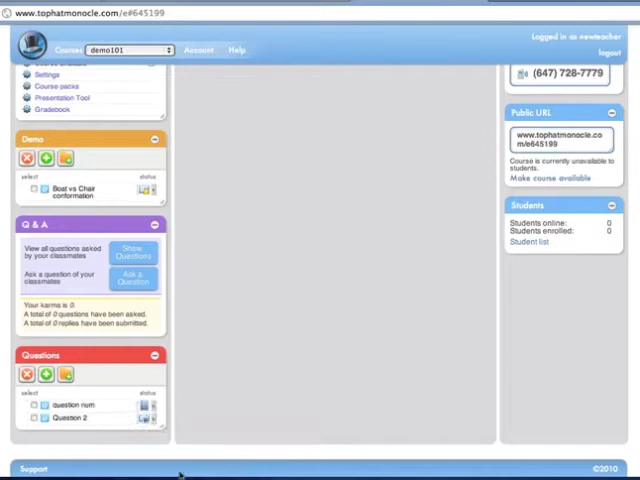 www.tophatmonocle.com/e#645199
Courses
demo101
Account
Help
Logged in as newteacher
logout
Settings
Course packs
Presentation Tool
Gradebook
Demo
select
status
Boat vs Chair
conformation
Q & A
View all questions asked
by your classmates
Show
Questions
Ask a question of your
classmates
Ask a
Question
Your karma is 0.
A total of 0 questions have been asked.
A total of 0 replies have been submitted.
Questions
select
status
question num
Question 2
(647) 728-7779
Public URL
www.tophatmonocle.co
m/e645199
Course is currently unavailable to
students.
Make course available
Students
Students online: 0
Students enrolled: 0
Student list
Support
©2010